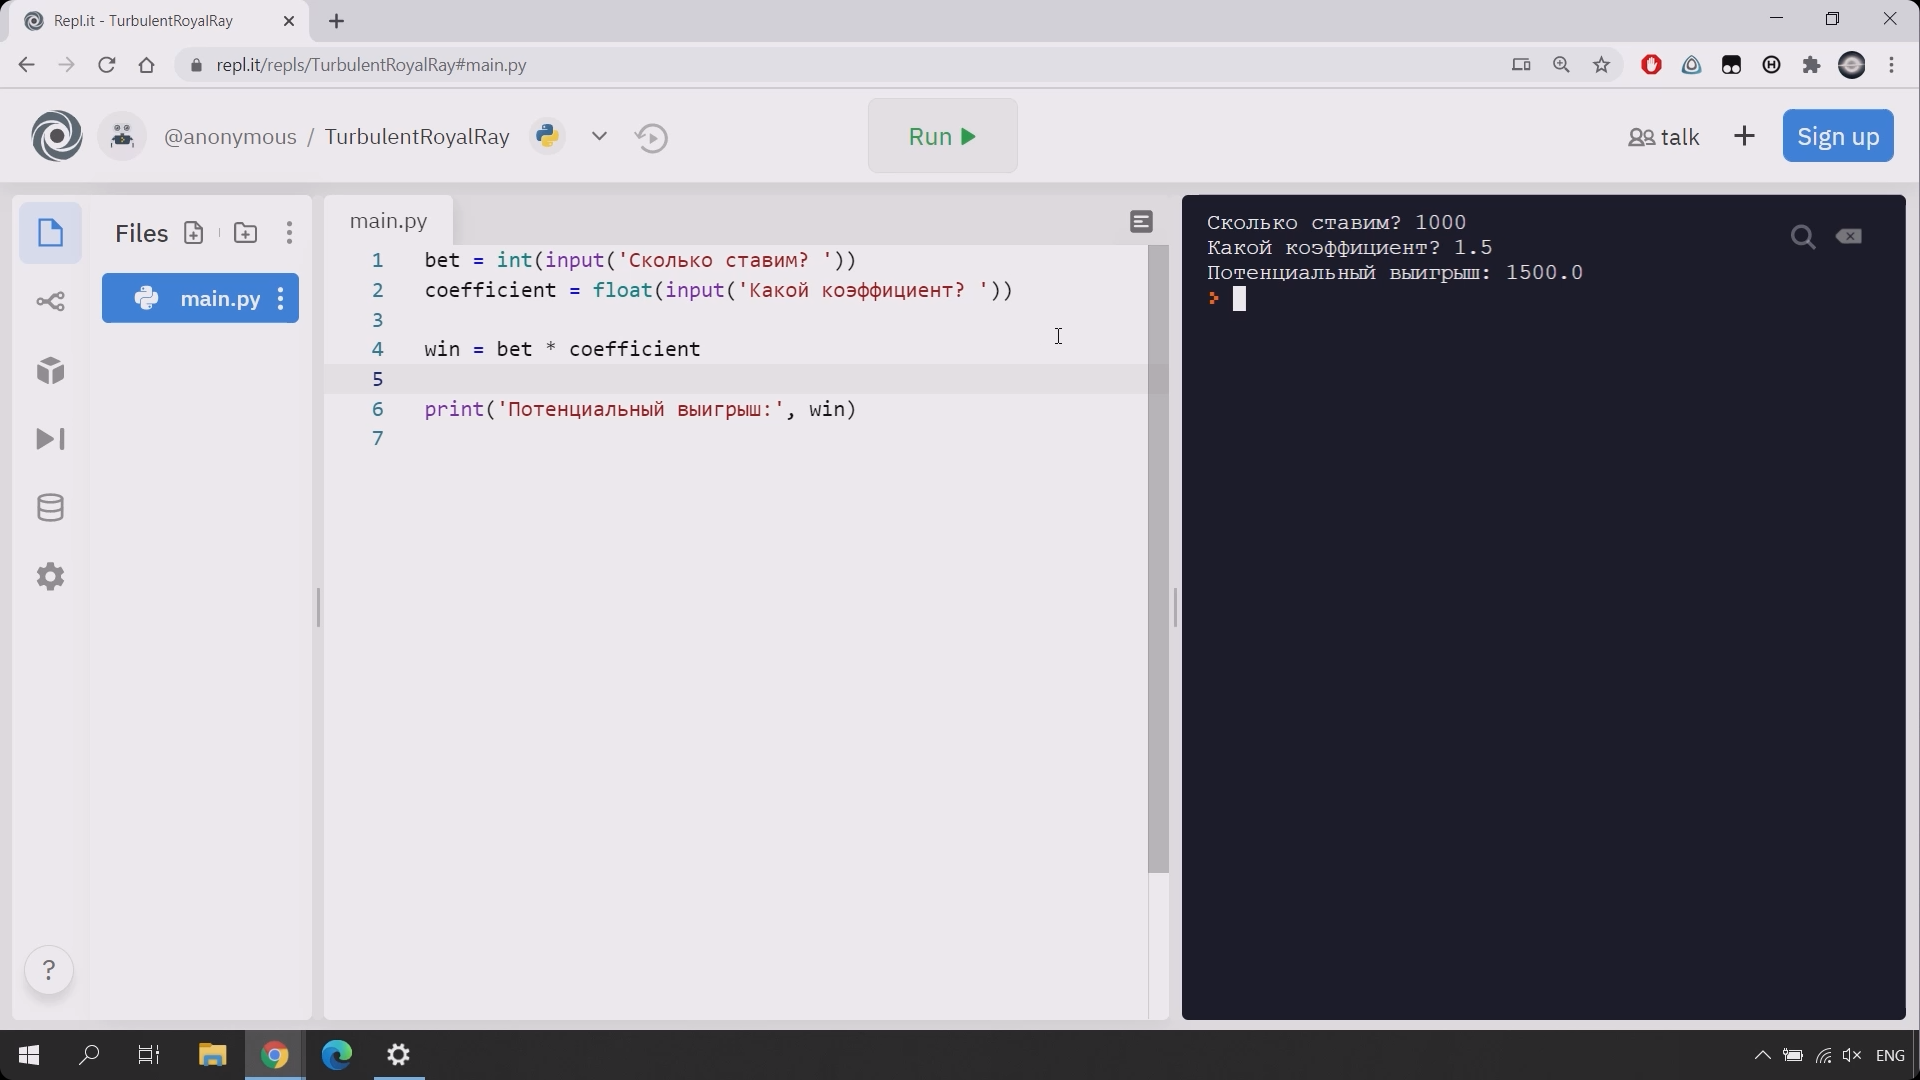 Repl.it - TurbulentRoyalRay
repl.it/repls/TurbulentRoyalRay#main.py
@anonymous / TurbulentRoyalRay
Run
talk
Sign up
Files
main.py
main.py
1 bet = int(input('Сколько ставим? '))
2 coefficient = float(input('Какой коэффициент? '))
3
4 win = bet * coefficient
5
6 print('Потенциальный выигрыш:', win)
7
Сколько ставим? 1000
Какой коэффициент? 1.5
Потенциальный выигрыш: 1500.0
>
?
ENG